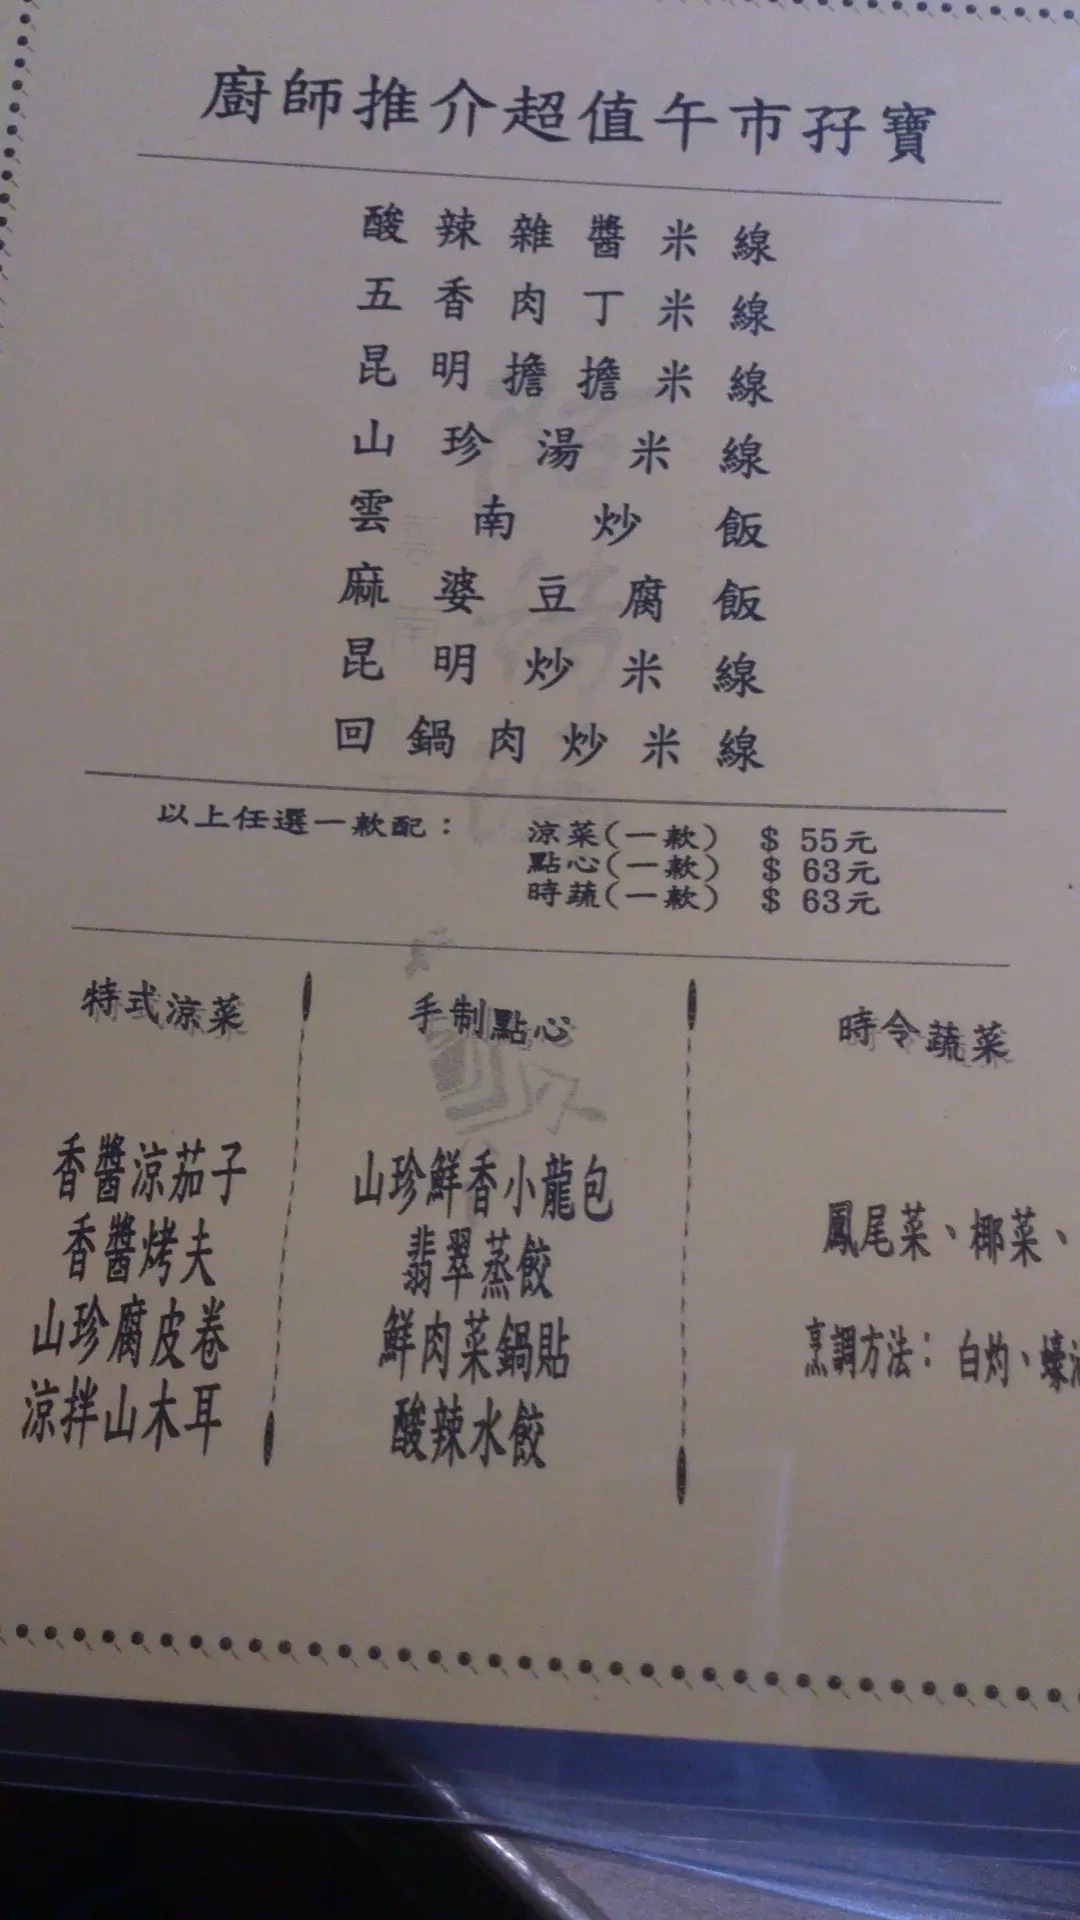 廚師推介超值午市孖寶
酸辣雜醬米線
五香肉丁米線
昆明擔擔米線
山珍湯米線
雲南炒飯
麻婆豆腐飯
昆明炒米線
回鍋肉炒米線
以上任選一款配： 涼菜(一款) $ 55元
點心(一款) $ 63元
時蔬(一款) $ 63元
特式涼菜
香醬涼茄子
香醬烤夫
山珍腐皮卷
涼拌山木耳
手制點心
山珍鮮香小龍包
翡翠蒸餃
鮮肉菜鍋貼
酸辣水餃
時令蔬菜
鳳尾菜、椰菜、
烹調方法：白灼、蠔